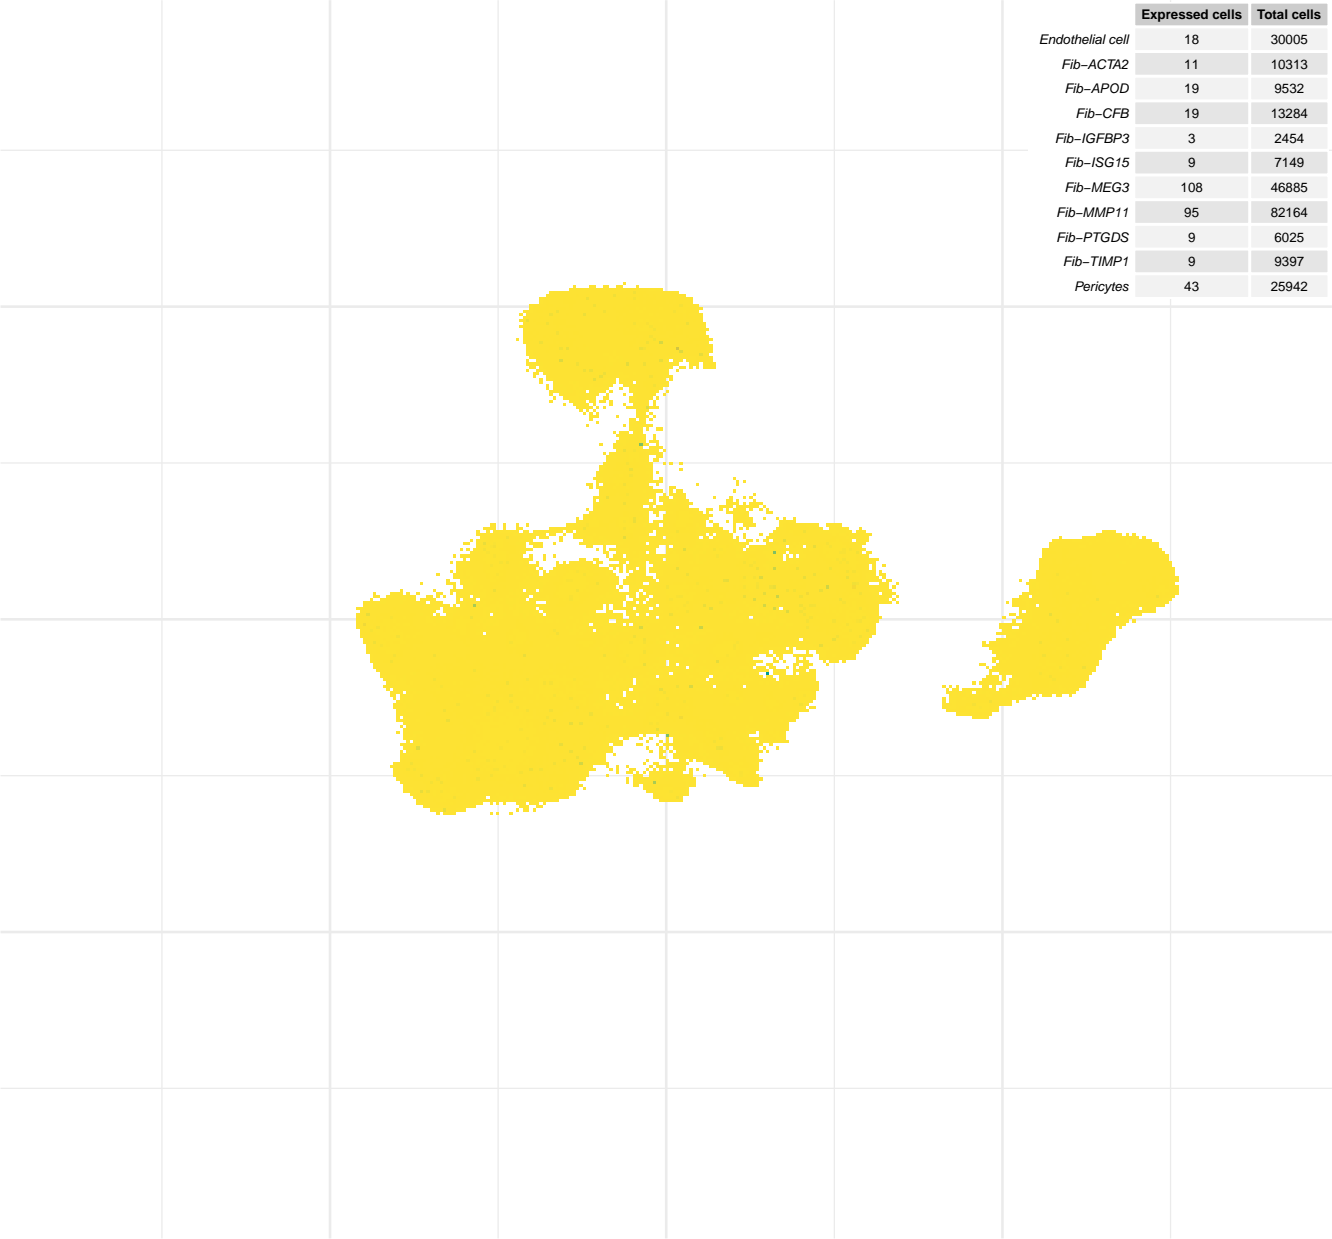 Expressed cells Total cells
Endothelial cell 18 30005
Fib−ACTA2 11 10313
Fib−APOD 19 9532
Fib−CFB 19 13284
Fib−IGFBP3 3 2454
Fib−ISG15 9 7149
Fib−MEG3 108 46885
Fib−MMP11 95 82164
Fib−PTGDS 9 6025
Fib−TIMP1 9 9397
Pericytes 43 25942